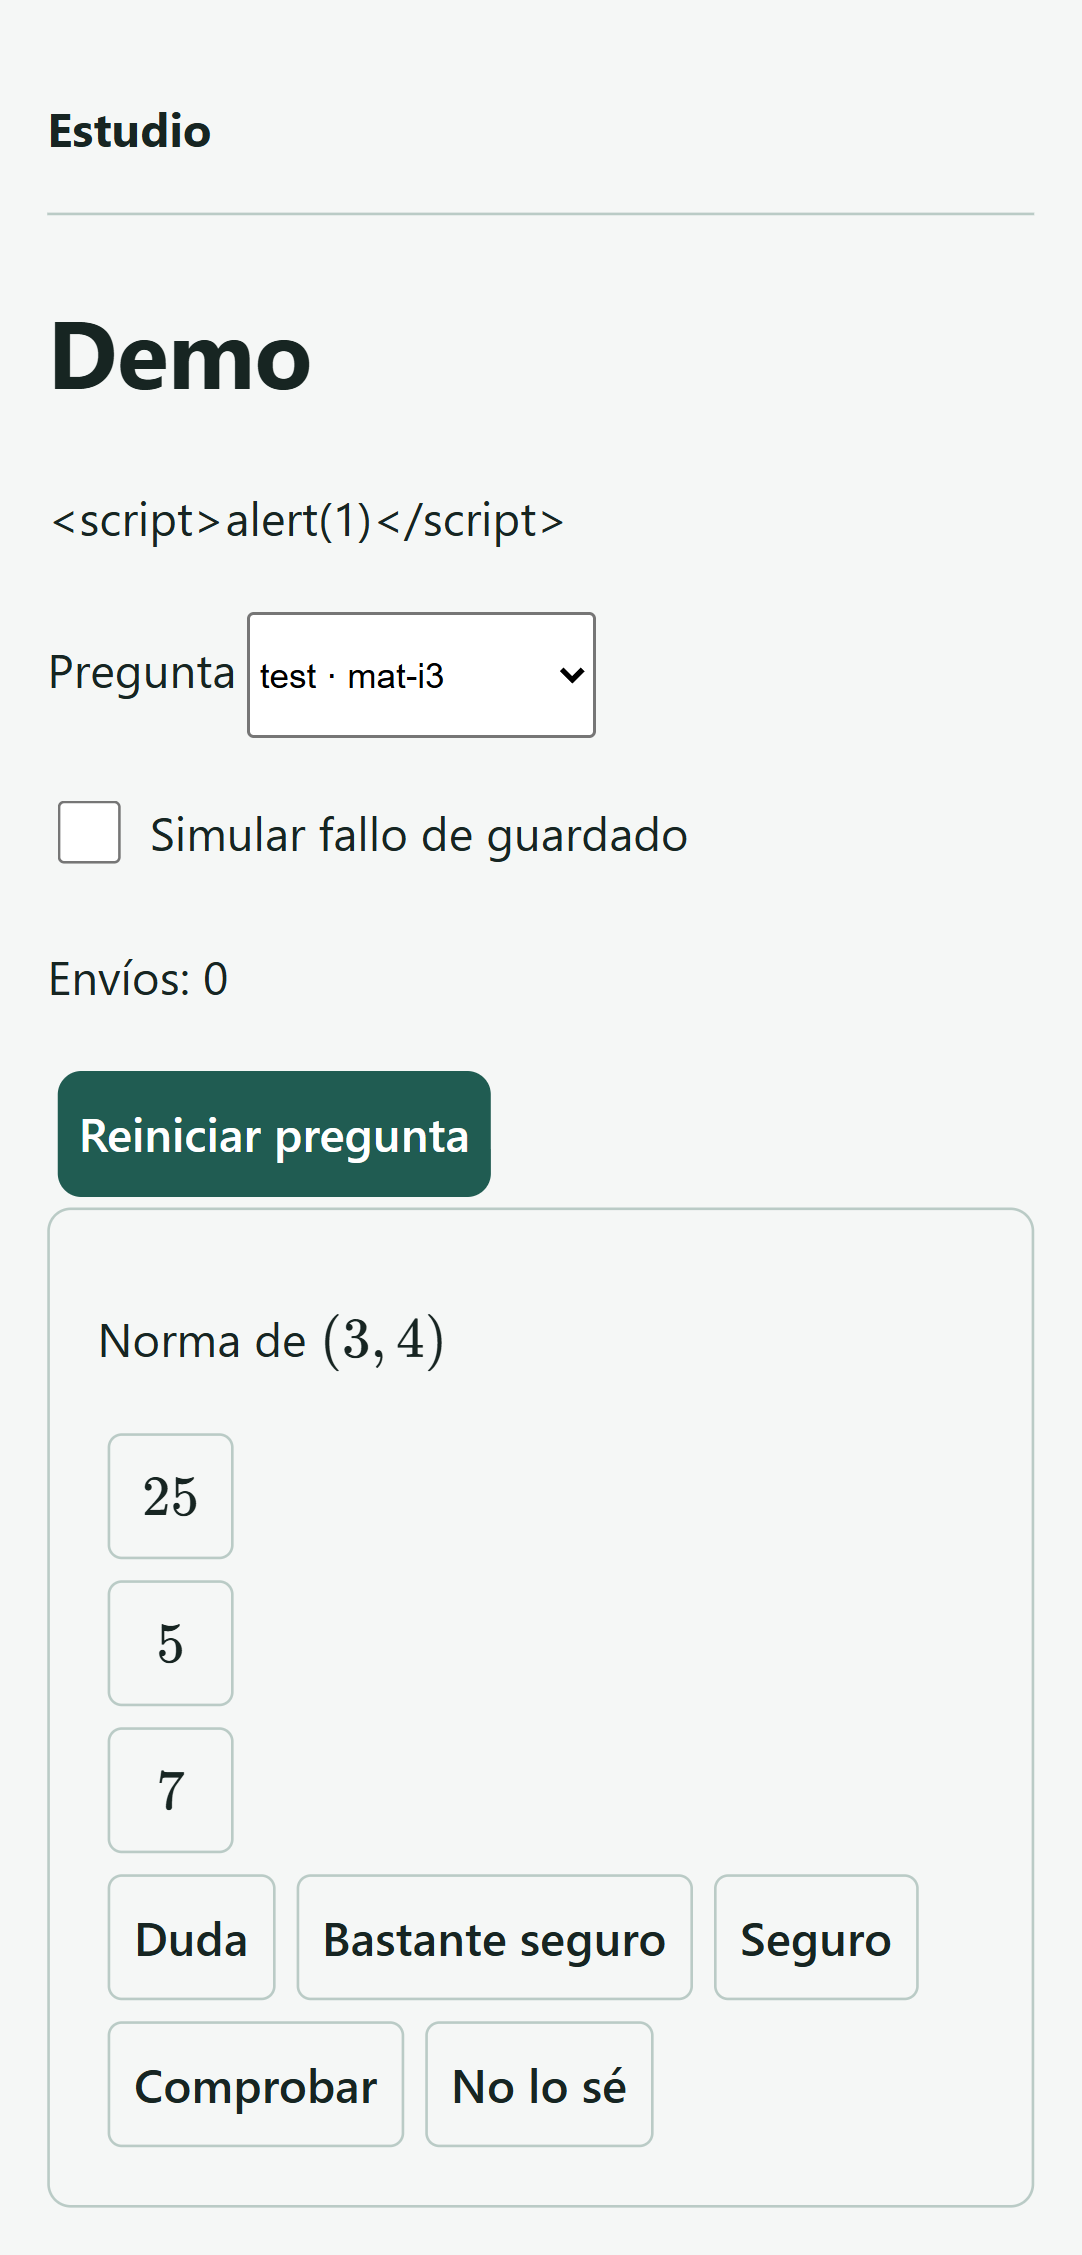 Estudio
Demo
<script>alert(1)</script>
Pregunta test · mat-i3
Simular fallo de guardado
Envíos: 0
Reiniciar pregunta
Norma de (3, 4)
25
5
7
Duda Bastante seguro Seguro
Comprobar No lo sé